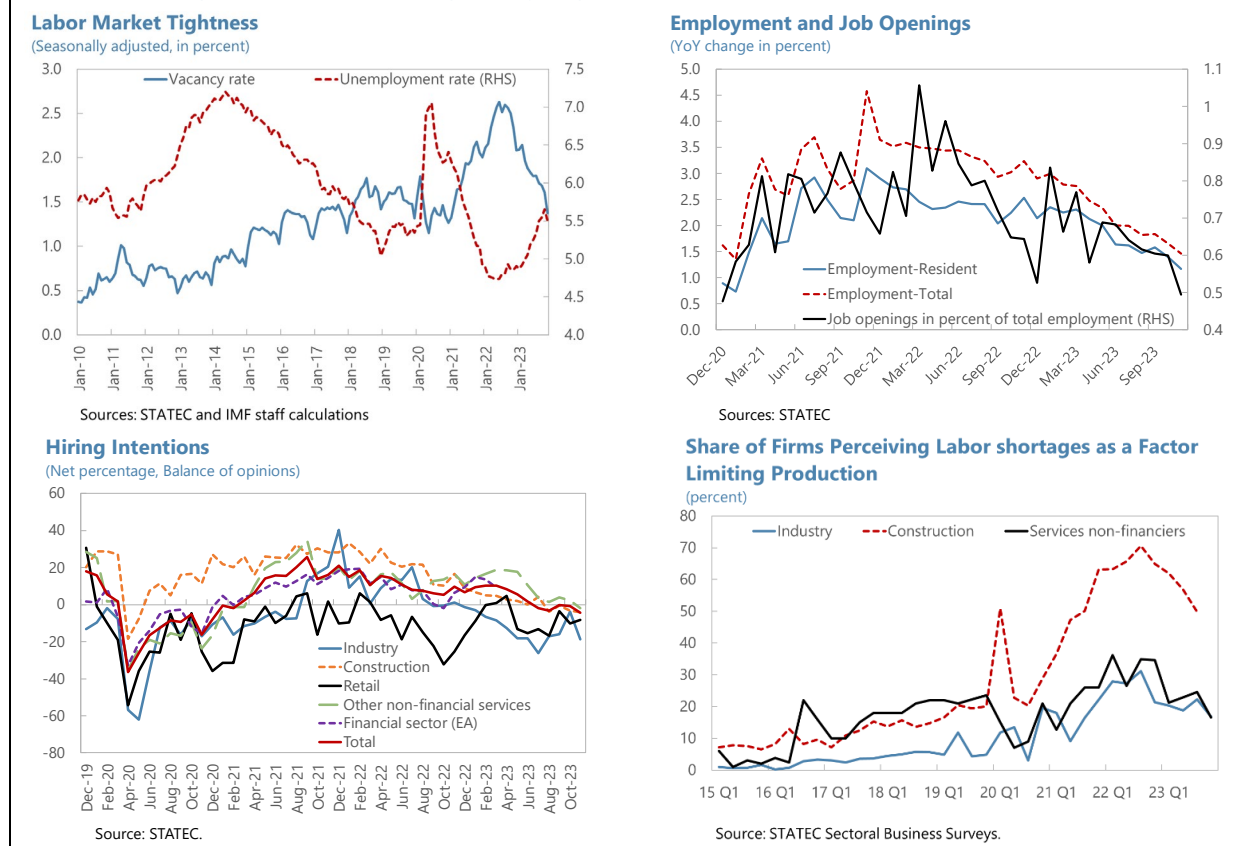 Labor Market Tightness
(Seasonally adjusted, in percent)
3.0
2.5
2.0
1.5
1.0
0.5
0.0
7.5
7.0
6.5
6.0
5.5
5.0
4.5
4.0
Vacancy rate
Unemployment rate (RHS)
Jan-10
Jan-11
Jan-12
Jan-13
Jan-14
Jan-15
Jan-16
Jan-17
Jan-18
Jan-19
Jan-20
Jan-21
Jan-22
Jan-23
Sources: STATEC and IMF staff calculations
Employment and Job Openings
(YoY change in percent)
5.0
4.5
4.0
3.5
3.0
2.5
2.0
1.5
1.0
0.5
0.0
1.1
1
0.9
0.8
0.7
0.6
0.5
0.4
Employment-Resident
Employment-Total
Job openings in percent of total employment (RHS)
Dec-20
Mar-21
Jun-21
Sep-21
Dec-21
Mar-22
Jun-22
Sep-22
Dec-22
Mar-23
Jun-23
Sep-23
Sources: STATEC
Hiring Intentions
(Net percentage, Balance of opinions)
60
40
20
0
-20
-40
-60
-80
Industry
Construction
Retail
Other non-financial services
Financial sector (EA)
Total
Dec-19
Feb-20
Apr-20
Jun-20
Aug-20
Oct-20
Dec-20
Feb-21
Apr-21
Jun-21
Aug-21
Oct-21
Dec-21
Feb-22
Apr-22
Jun-22
Aug-22
Oct-22
Dec-22
Feb-23
Apr-23
Jun-23
Aug-23
Oct-23
Source: STATEC.
Share of Firms Perceiving Labor shortages as a Factor
Limiting Production
(percent)
80
70
60
50
40
30
20
10
0
Industry
Construction
Services non-financiers
15 Q1
16 Q1
17 Q1
18 Q1
19 Q1
20 Q1
21 Q1
22 Q1
23 Q1
Source: STATEC Sectoral Business Surveys.